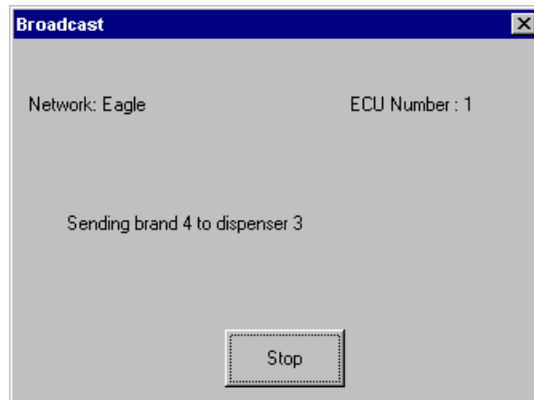 Broadcast
Network: Eagle ECU Number : 1
Sending brand 4 to dispenser 3
Stop